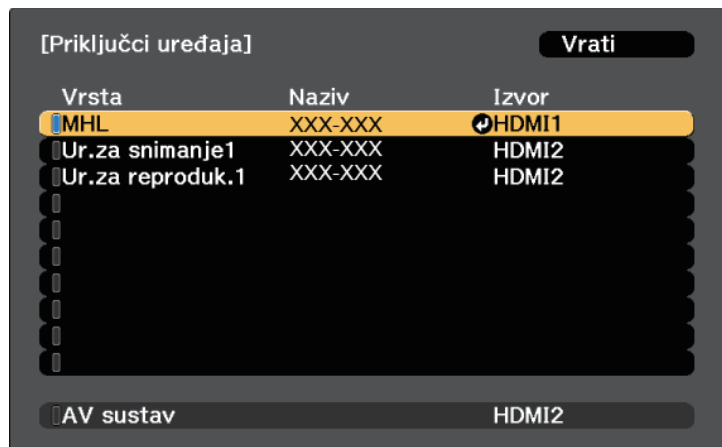 [Priključci uređaja] Vrati
Vrsta Naziv Izvor
MHL XXX-XXX HDMI1
Ur.za snimanje1 XXX-XXX HDMI2
Ur.za reproduk.1 XXX-XXX HDMI2
AV sustav HDMI2